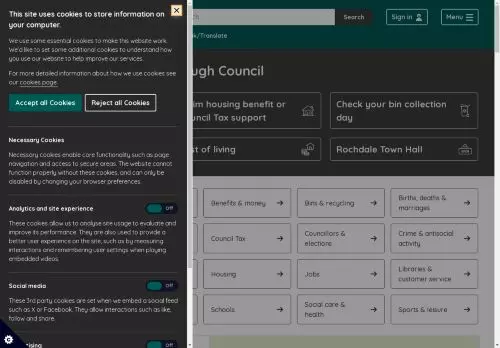 This site uses cookies to store information on
your computer.
We use some essential cookies to make this website work.
We'd like to set some additional cookies to understand how
you use our website to help improve our services.
For more detailed information about how we use cookies see
our cookies page.
Accept all Cookies
Reject all Cookies
Necessary Cookies
Necessary cookies enable core functionality such as page
navigation and access to secure areas. The website cannot
function properly without these cookies, and can only be
disabled by changing your browser preferences.
Analytics and site experience
Off
These cookies allow us to analyse site usage to evaluate and
improve its performance. They are also used to provide a
better user experience on the site, such as by measuring
interactions and remembering user settings when playing
embedded videos.
Social media
Off
These 3rd party cookies are set when we embed a social feed
such as X or Facebook. They allow interactions such as like,
follow and share.
Off
Search
Sign in
Menu
/Translate
ugh Council
im housing benefit or
uncil Tax support
Check your bin collection
day
st of living
Rochdale Town Hall
Benefits & money
Bins & recycling
Births, deaths &
marriages
Council Tax
Councillors &
elections
Crime & antisocial
activity
Housing
Jobs
Libraries &
customer service
Schools
Social care &
health
Sports & leisure